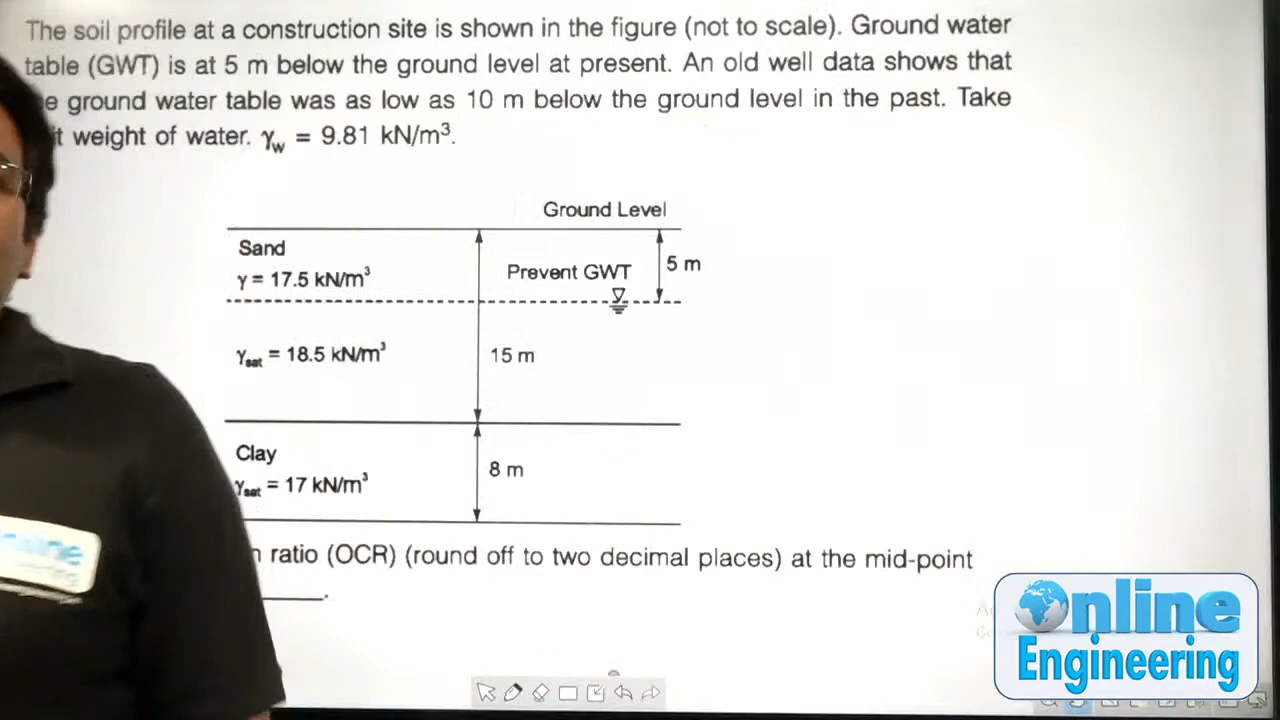 The soil profile at a construction site is shown in the figure (not to scale). Ground water
table (GWT) is at 5 m below the ground level at present. An old well data shows that
e ground water table was as low as 10 m below the ground level in the past. Take
t weight of water. γw = 9.81 kN/m³.
Ground Level
Sand
γ = 17.5 kN/m³
Prevent GWT
5 m
γsat = 18.5 kN/m³
15 m
Clay
γsat = 17 kN/m³
8 m
ratio (OCR) (round off to two decimal places) at the mid-point
Online
Engineering